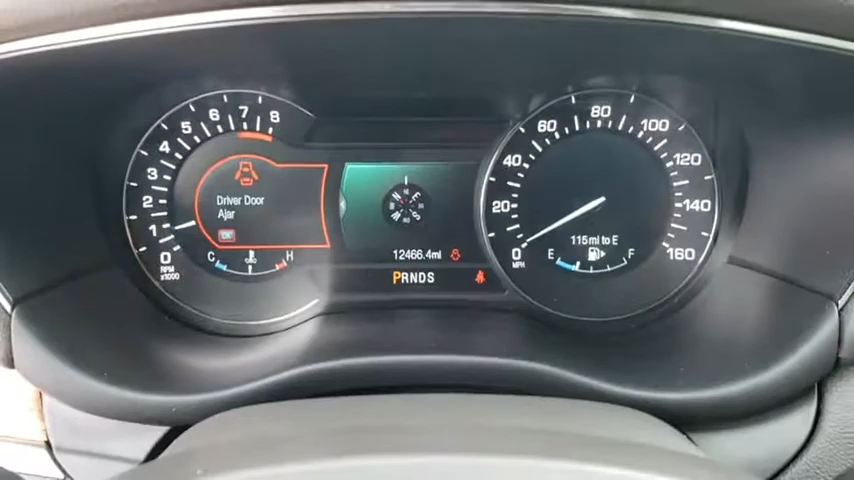 0
1
2
3
4
5
6
7
8
RPM
x1000
Driver Door
Ajar
OK
C
H
N
E
S
12466.4mi
PRNDS
0
20
40
60
80
100
120
140
160
MPH
115mi to E
E
F